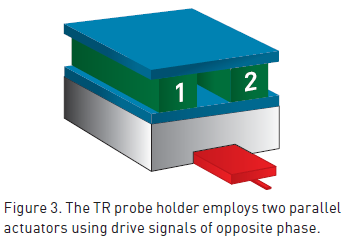 1
2
Figure 3. The TR probe holder employs two parallel
actuators using drive signals of opposite phase.